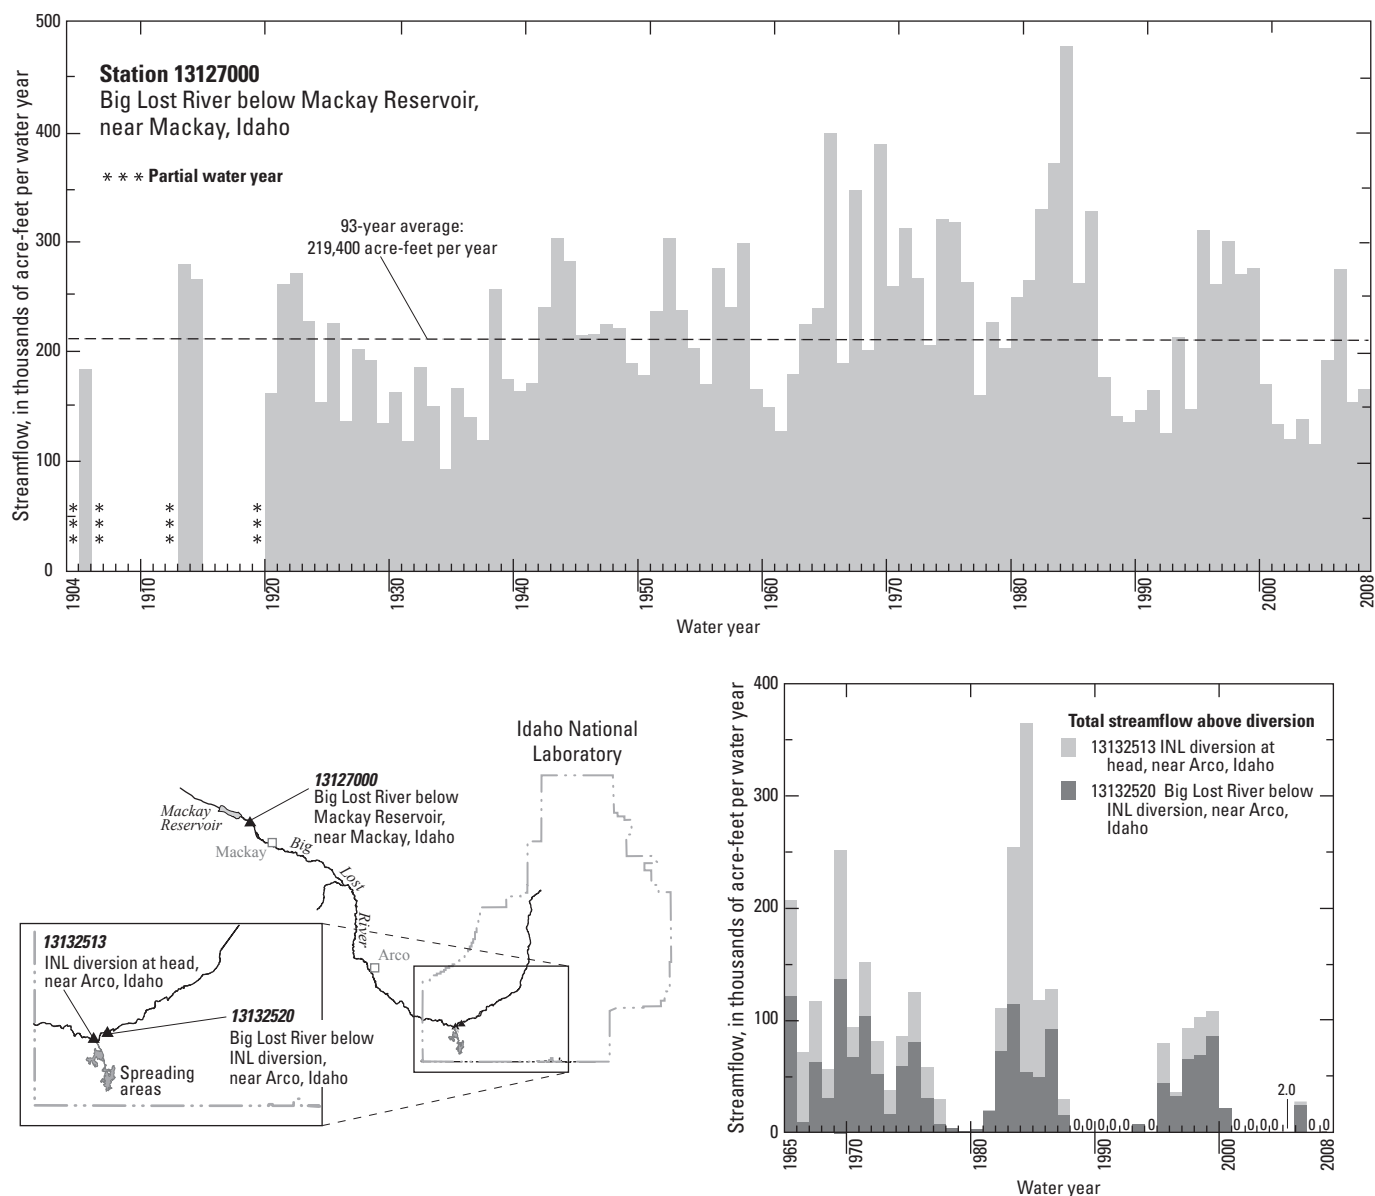 Station 13127000
Big Lost River below Mackay Reservoir,
near Mackay, Idaho
* * * Partial water year
93-year average:
219,400 acre-feet per year
Streamflow, in thousands of acre-feet per water year
500
400
300
200
100
0
* * *
* * *
* * *
* * *
1904
1910
1920
1930
1940
1950
1960
1970
1980
1990
2000
2008
Water year
Idaho National
Laboratory
13127000
Big Lost River below
Mackay Reservoir,
near Mackay, Idaho
Mackay
Reservoir
Mackay
Big
Lost
River
Arco
13132513
INL diversion at head,
near Arco, Idaho
13132520
Big Lost River below
INL diversion,
near Arco, Idaho
Spreading
areas
Streamflow, in thousands of acre-feet per water year
400
300
200
100
0
Total streamflow above diversion
13132513 INL diversion at
head, near Arco, Idaho
13132520 Big Lost River below
INL diversion, near Arco,
Idaho
2.0
0 0 0 0 0 0 0 0 0 0 0 0
1965
1970
1980
1990
2000
2008
Water year